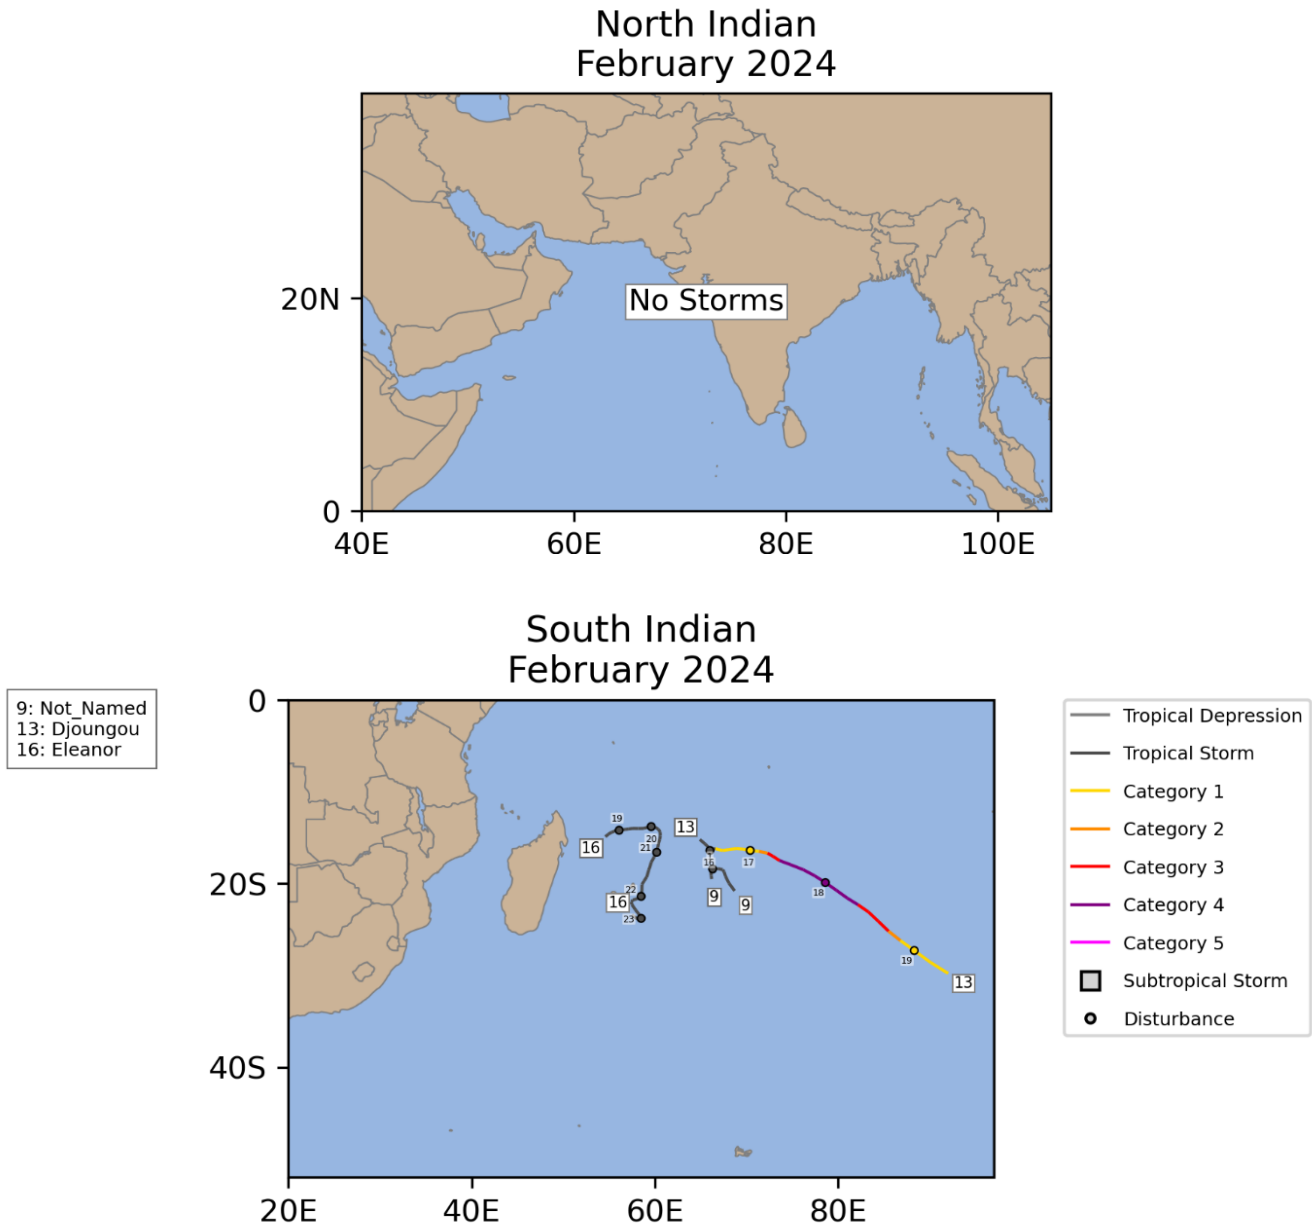 North Indian
February 2024
20N
No Storms
0
40E
60E
80E
100E
South Indian
February 2024
9: Not_Named
13: Djoungou
16: Eleanor
0
20S
40S
20E
40E
60E
80E
19
20
21
16
22
16
23
13
16
17
9
9
18
19
13
Tropical Depression
Tropical Storm
Category 1
Category 2
Category 3
Category 4
Category 5
Subtropical Storm
Disturbance